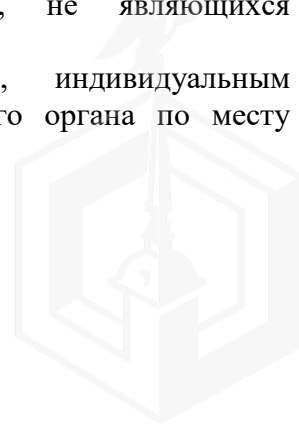 , не являющихся
, индивидуальным
го органа по месту